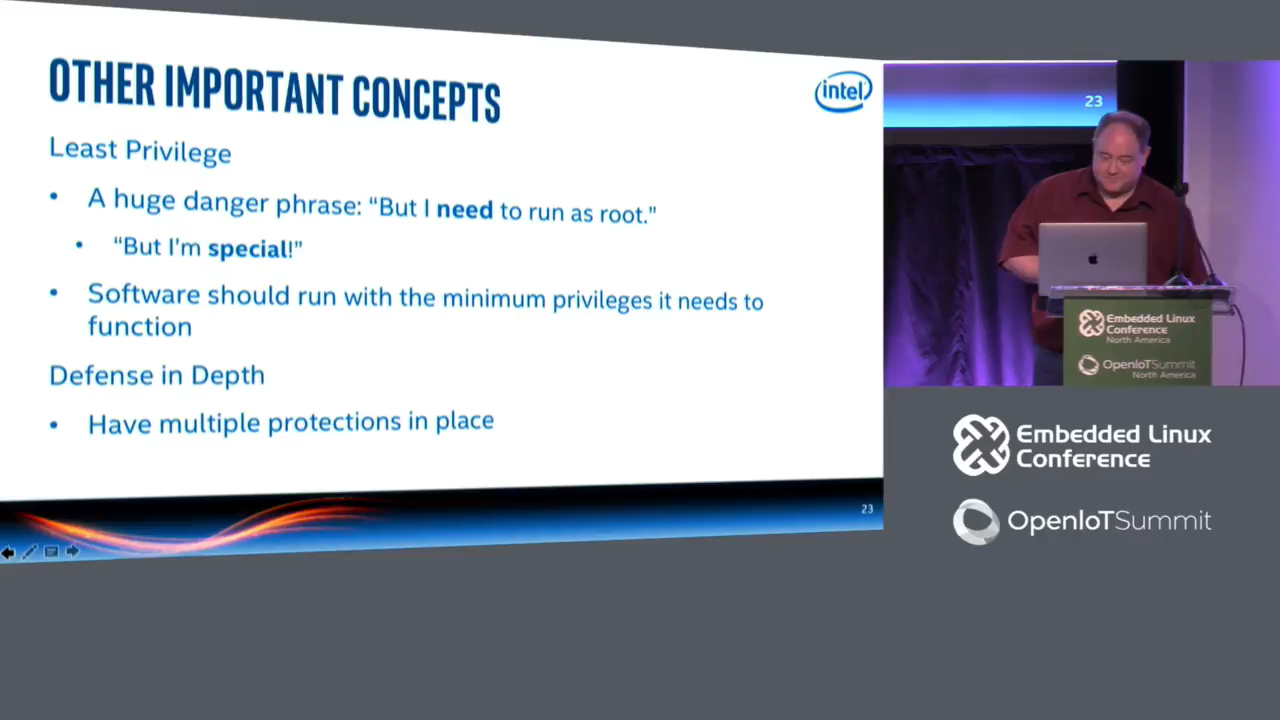 OTHER IMPORTANT CONCEPTS
intel
Least Privilege
• A huge danger phrase: “But I need to run as root."
• “But I'm special!”
• Software should run with the minimum privileges it needs to
function
Defense in Depth
• Have multiple protections in place
23
23
Embedded Linux
Conference
North America
OpenIoTSummit
North America
Embedded Linux
Conference
OpenIoTSummit